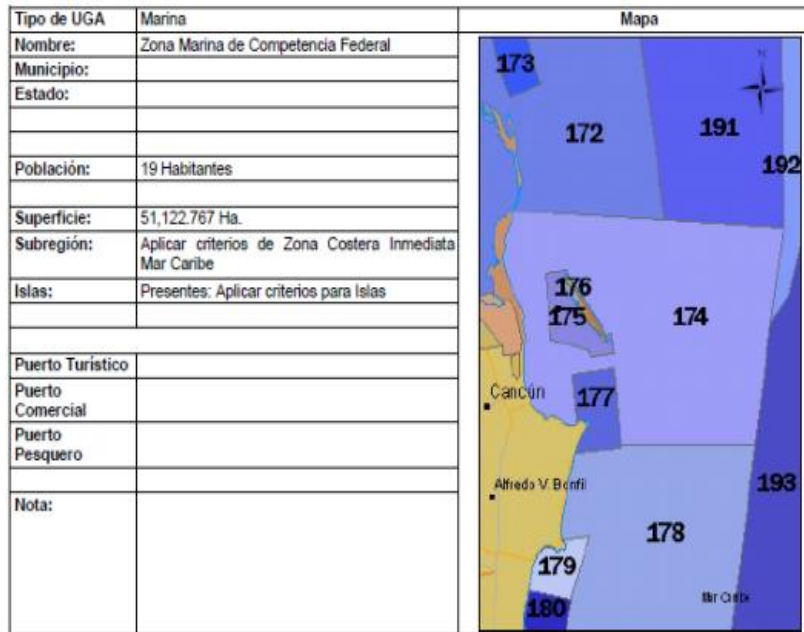 Tipo de UGA Marina Mapa
Nombre: Zona Marina de Competencia Federal
Municipio:
Estado:
Población: 19 Habitantes
Superficie: 51,122.767 Ha.
Subregión: Aplicar criterios de Zona Costera Inmediata
Mar Caribe
Islas: Presentes: Aplicar criterios para Islas
Puerto Turístico
Puerto
Comercial
Puerto
Pesquero
Nota:
N
173
172
191
192
176
175
174
Cancún
177
Alfredo V. Bonfil
193
178
179
Mar Caribe
180